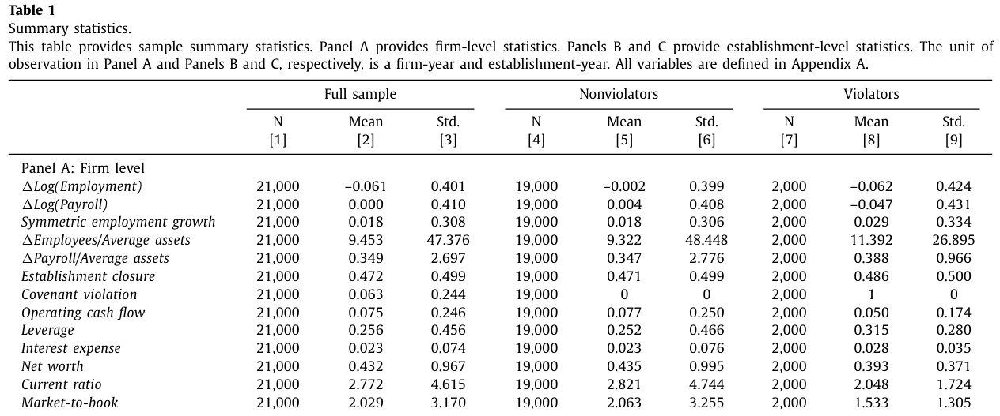 Table 1
Summary statistics.
This table provides sample summary statistics. Panel A provides firm-level statistics. Panels B and C provide establishment-level statistics. The unit of
observation in Panel A and Panels B and C, respectively, is a firm-year and establishment-year. All variables are defined in Appendix A.
Full sample Nonviolators Violators
N Mean Std. N Mean Std. N Mean Std.
[1] [2] [3] [4] [5] [6] [7] [8] [9]
Panel A: Firm level
△Log(Employment) 21,000 –0.061 0.401 19,000 –0.002 0.399 2,000 –0.062 0.424
△Log(Payroll) 21,000 0.000 0.410 19,000 0.004 0.408 2,000 –0.047 0.431
Symmetric employment growth 21,000 0.018 0.308 19,000 0.018 0.306 2,000 0.029 0.334
△Employees/Average assets 21,000 9.453 47.376 19,000 9.322 48.448 2,000 11.392 26.895
△Payroll/Average assets 21,000 0.349 2.697 19,000 0.347 2.776 2,000 0.388 0.966
Establishment closure 21,000 0.472 0.499 19,000 0.471 0.499 2,000 0.486 0.500
Covenant violation 21,000 0.063 0.244 19,000 0 0 2,000 1 0
Operating cash flow 21,000 0.075 0.246 19,000 0.077 0.250 2,000 0.050 0.174
Leverage 21,000 0.256 0.456 19,000 0.252 0.466 2,000 0.315 0.280
Interest expense 21,000 0.023 0.074 19,000 0.023 0.076 2,000 0.028 0.035
Net worth 21,000 0.432 0.967 19,000 0.435 0.995 2,000 0.393 0.371
Current ratio 21,000 2.772 4.615 19,000 2.821 4.744 2,000 2.048 1.724
Market-to-book 21,000 2.029 3.170 19,000 2.063 3.255 2,000 1.533 1.305